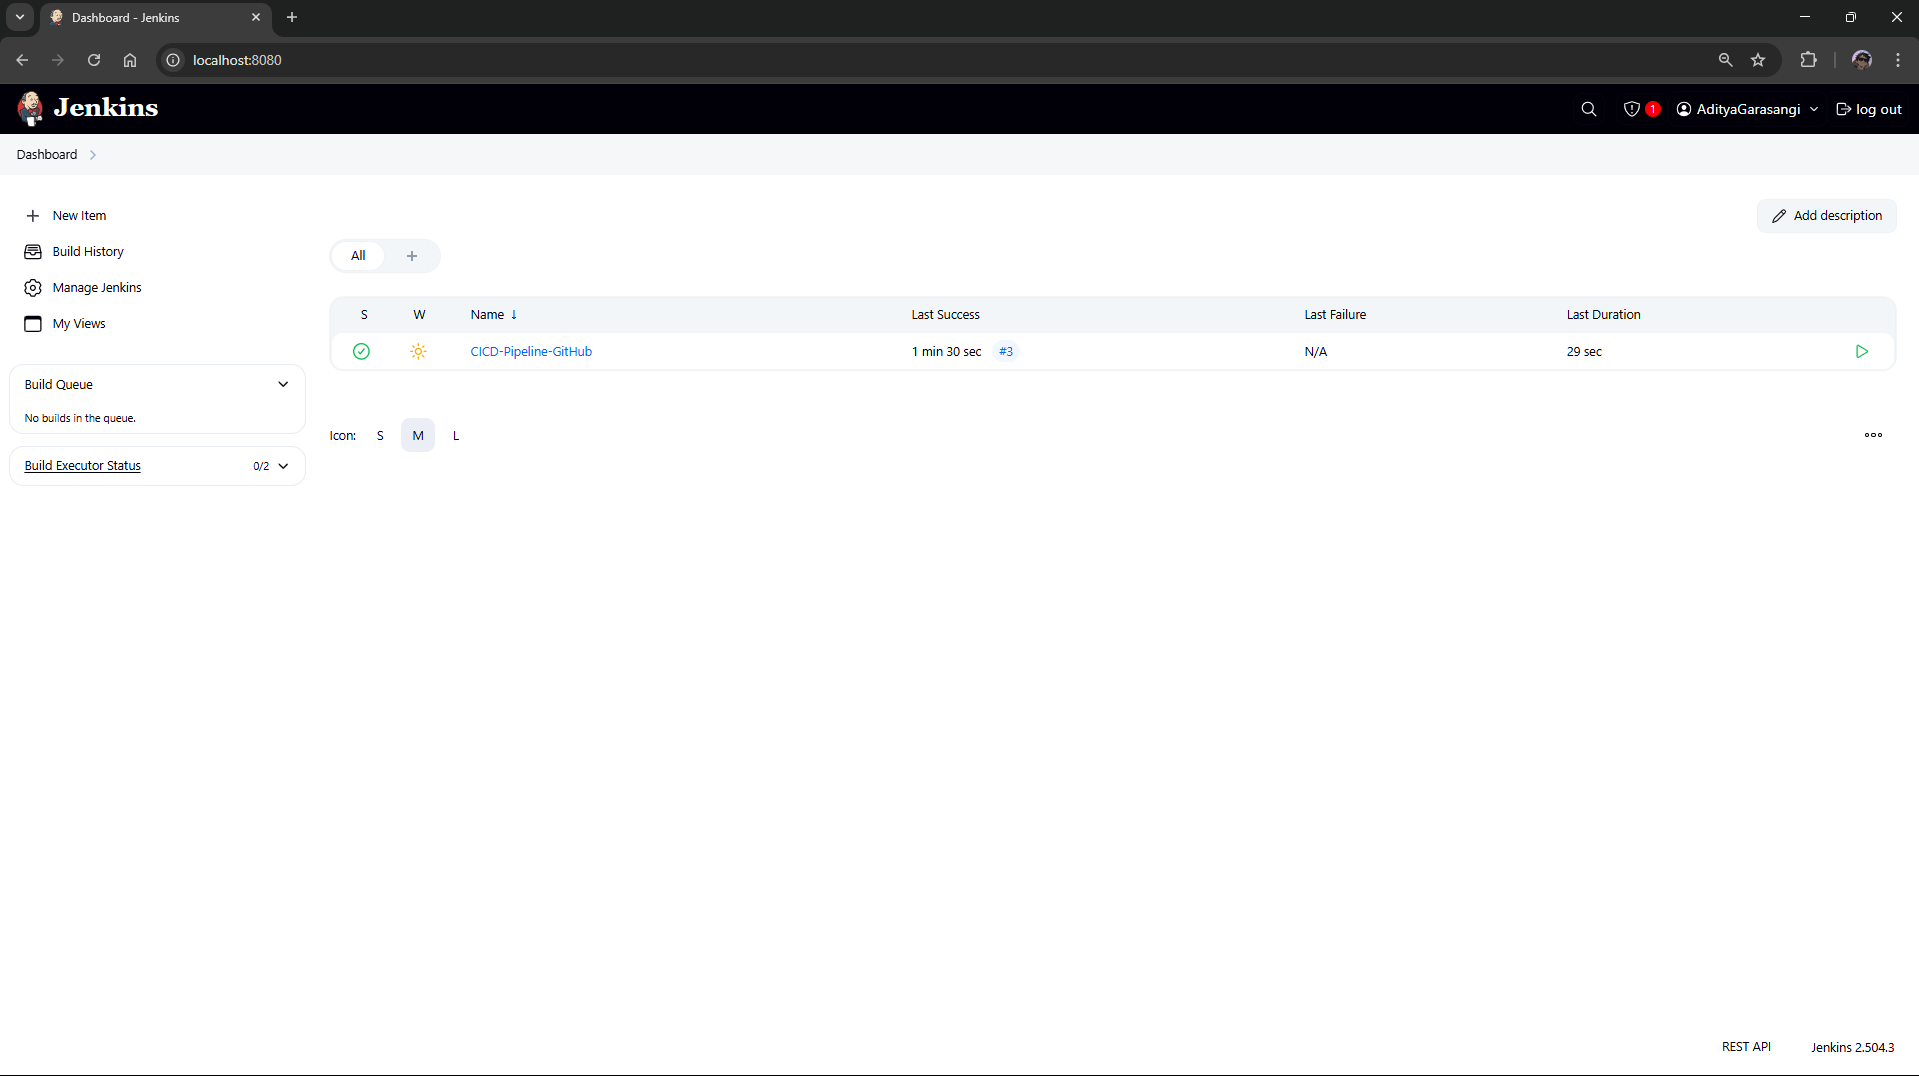 Dashboard - Jenkins
localhost:8080
Jenkins
1
AdityaGarasangi
log out
Dashboard
New Item
Add description
Build History
Manage Jenkins
My Views
All +
S W Name ↓ Last Success Last Failure Last Duration
CICD-Pipeline-GitHub 1 min 30 sec #3 N/A 29 sec
Build Queue
No builds in the queue.
Build Executor Status 0/2
Icon: S M L
REST API Jenkins 2.504.3